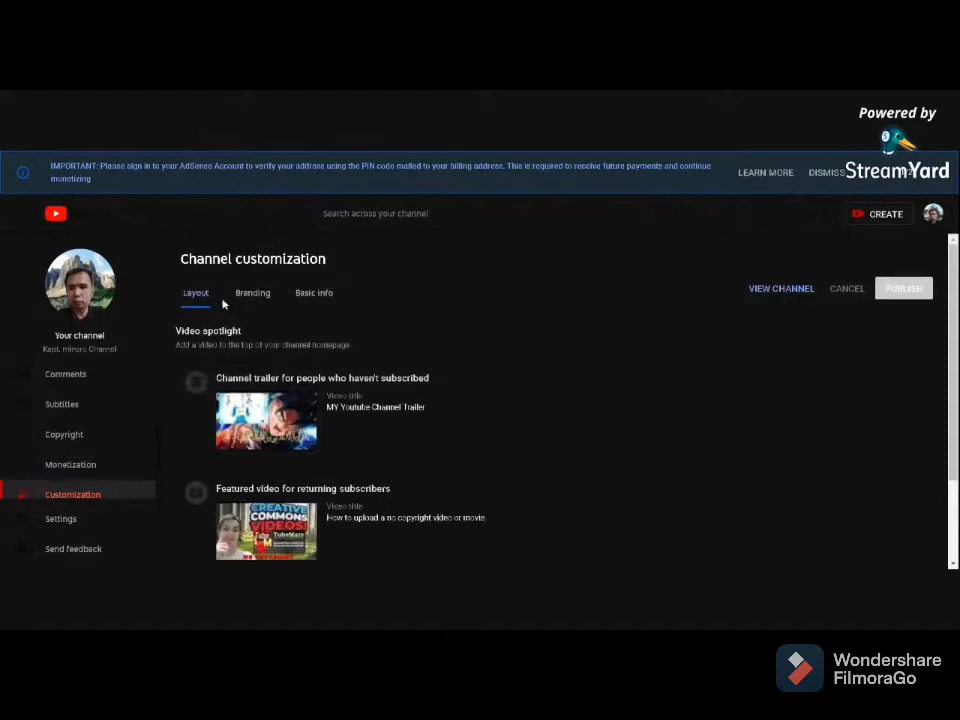 Powered by
StreamYard
IMPORTANT: Please sign in to your AdSense Account to verify your address using the PIN code mailed to your billing address. This is required to receive future payments and continue
monetizing
LEARN MORE
DISMISS
Search across your channel
CREATE
Channel customization
Layout
Branding
Basic info
VIEW CHANNEL
CANCEL
PUBLISH
Your channel
Kapt. minero Channel
Comments
Subtitles
Copyright
Monetization
Customization
Settings
Send feedback
Video spotlight
Add a video to the top of your channel homepage
Channel trailer for people who haven't subscribed
Video title
MY Youtube Channel Trailer
Featured video for returning subscribers
Video title
How to upload a no copyright video or movie
CREATIVE
COMMONS
VIDEOS!
Wondershare
FilmoraGo